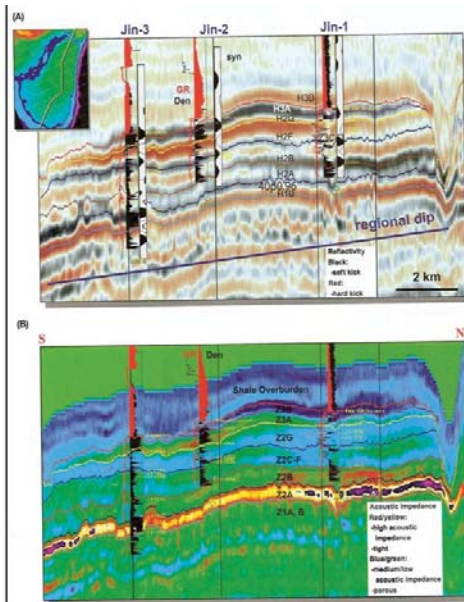 (A)
Jin-3
Jin-2
Jin-1
syn
GR
Den
H3B
H3A
H2G
H2F
H2B
H2A
H1B
regional dip
Reflectivity
Black:
-soft kick
Red:
-hard kick
2 km
(B)
S
N
GR
Den
Shale Overburden
Z3B
Z3A
Z2G
Z2C-F
Z2B
Z2A
Z1A, B
Acoustic Impedance
Red/yellow:
-high acoustic
impedance
-tight
Blue/green:
-medium/low
acoustic impedance
-porous